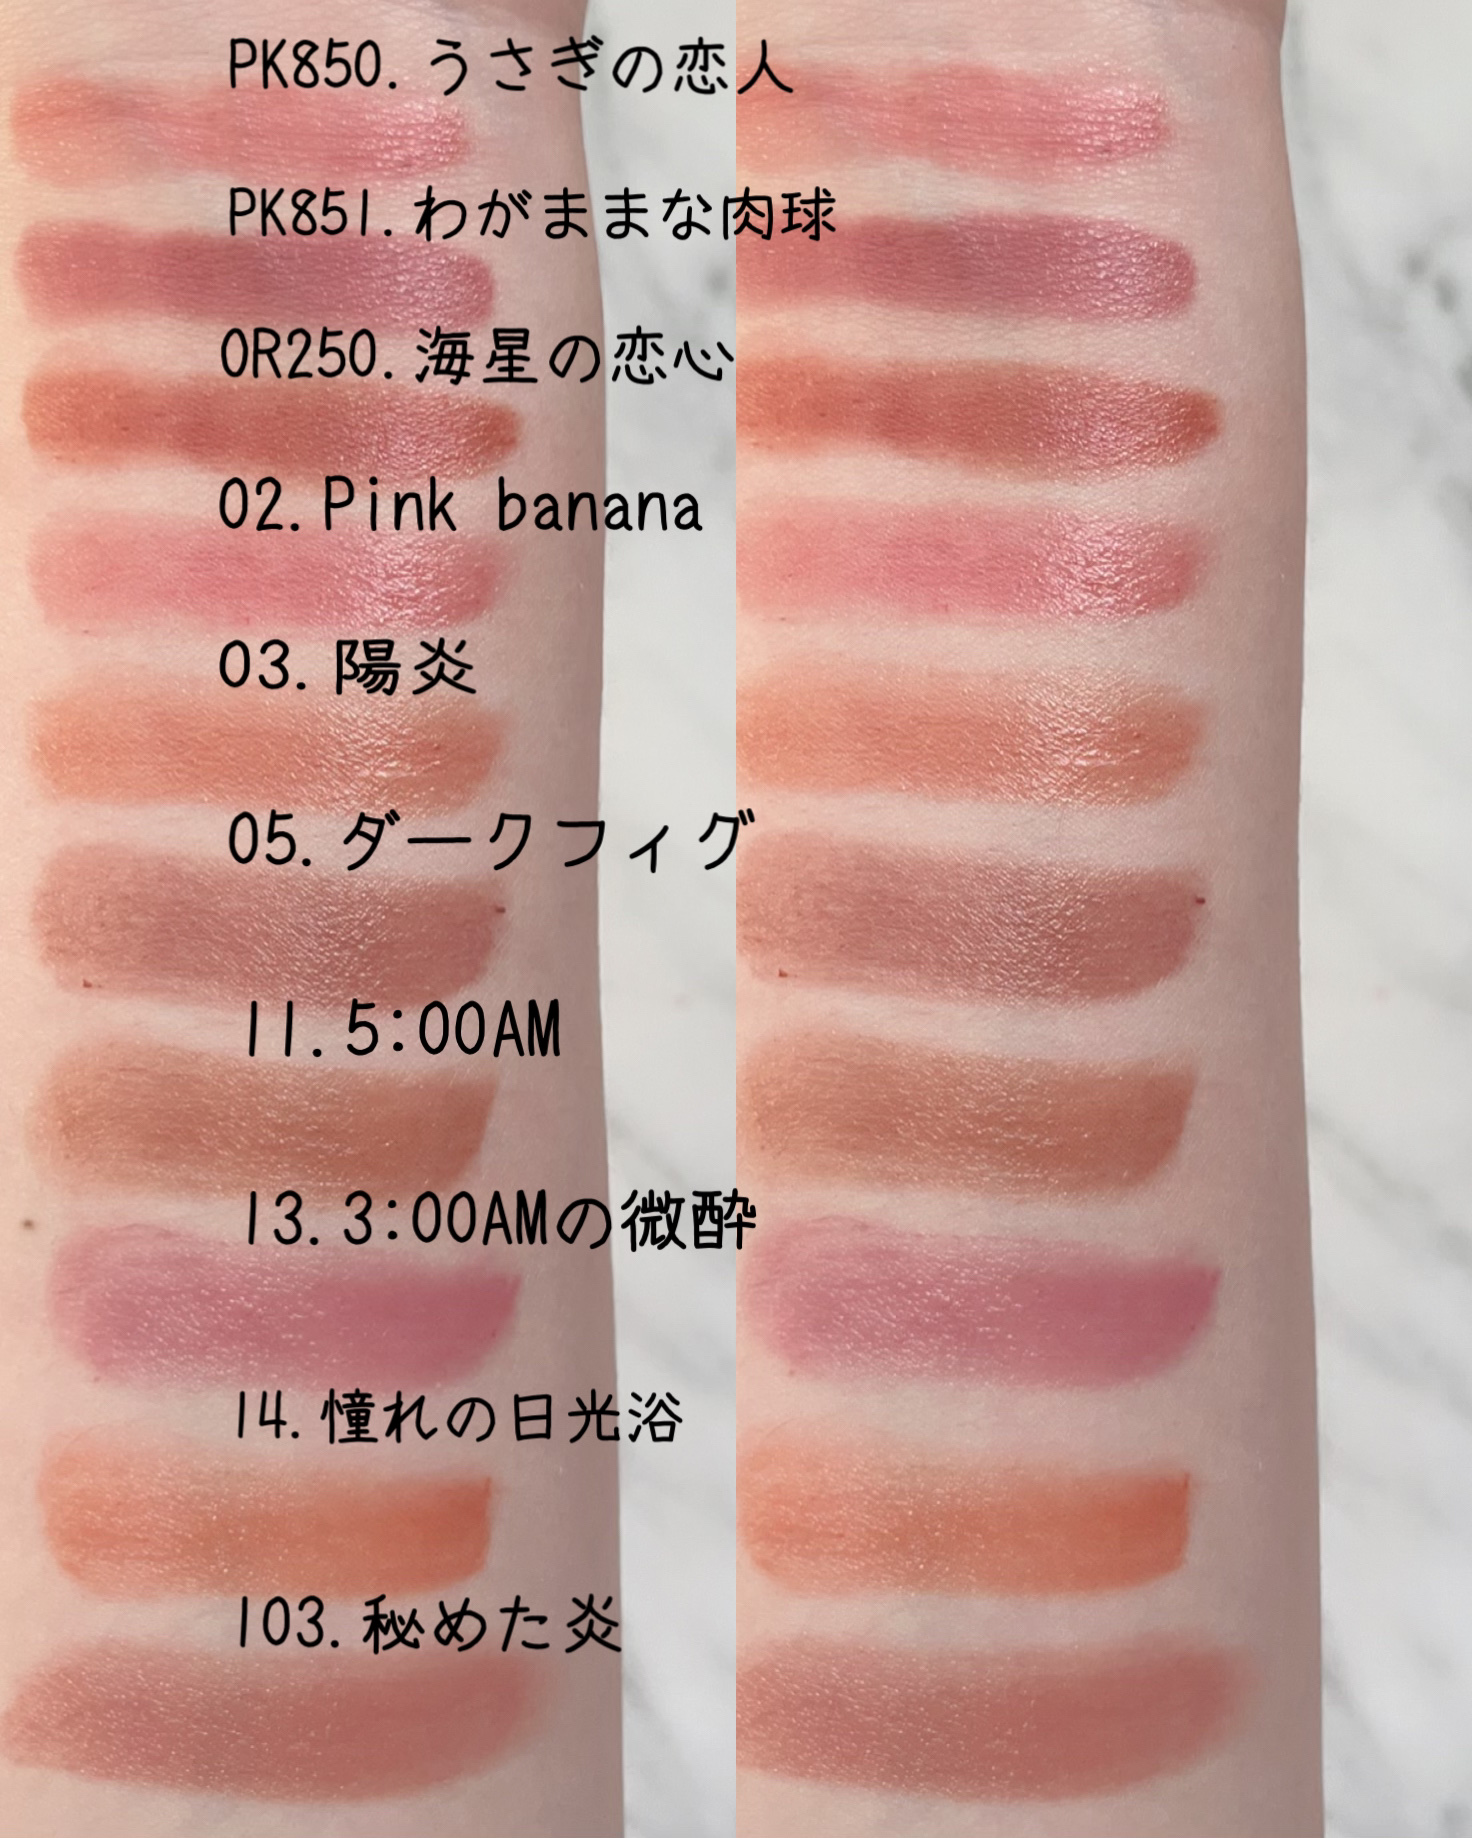 PK850.うさぎの恋人
PK851.わがままな肉球
OR250.海星の恋心
02.Pink banana
03.陽炎
05.ダークフィグ
11.5:00AM
13.3:00AMの微酔
14.憧れの日光浴
103.秘めた炎